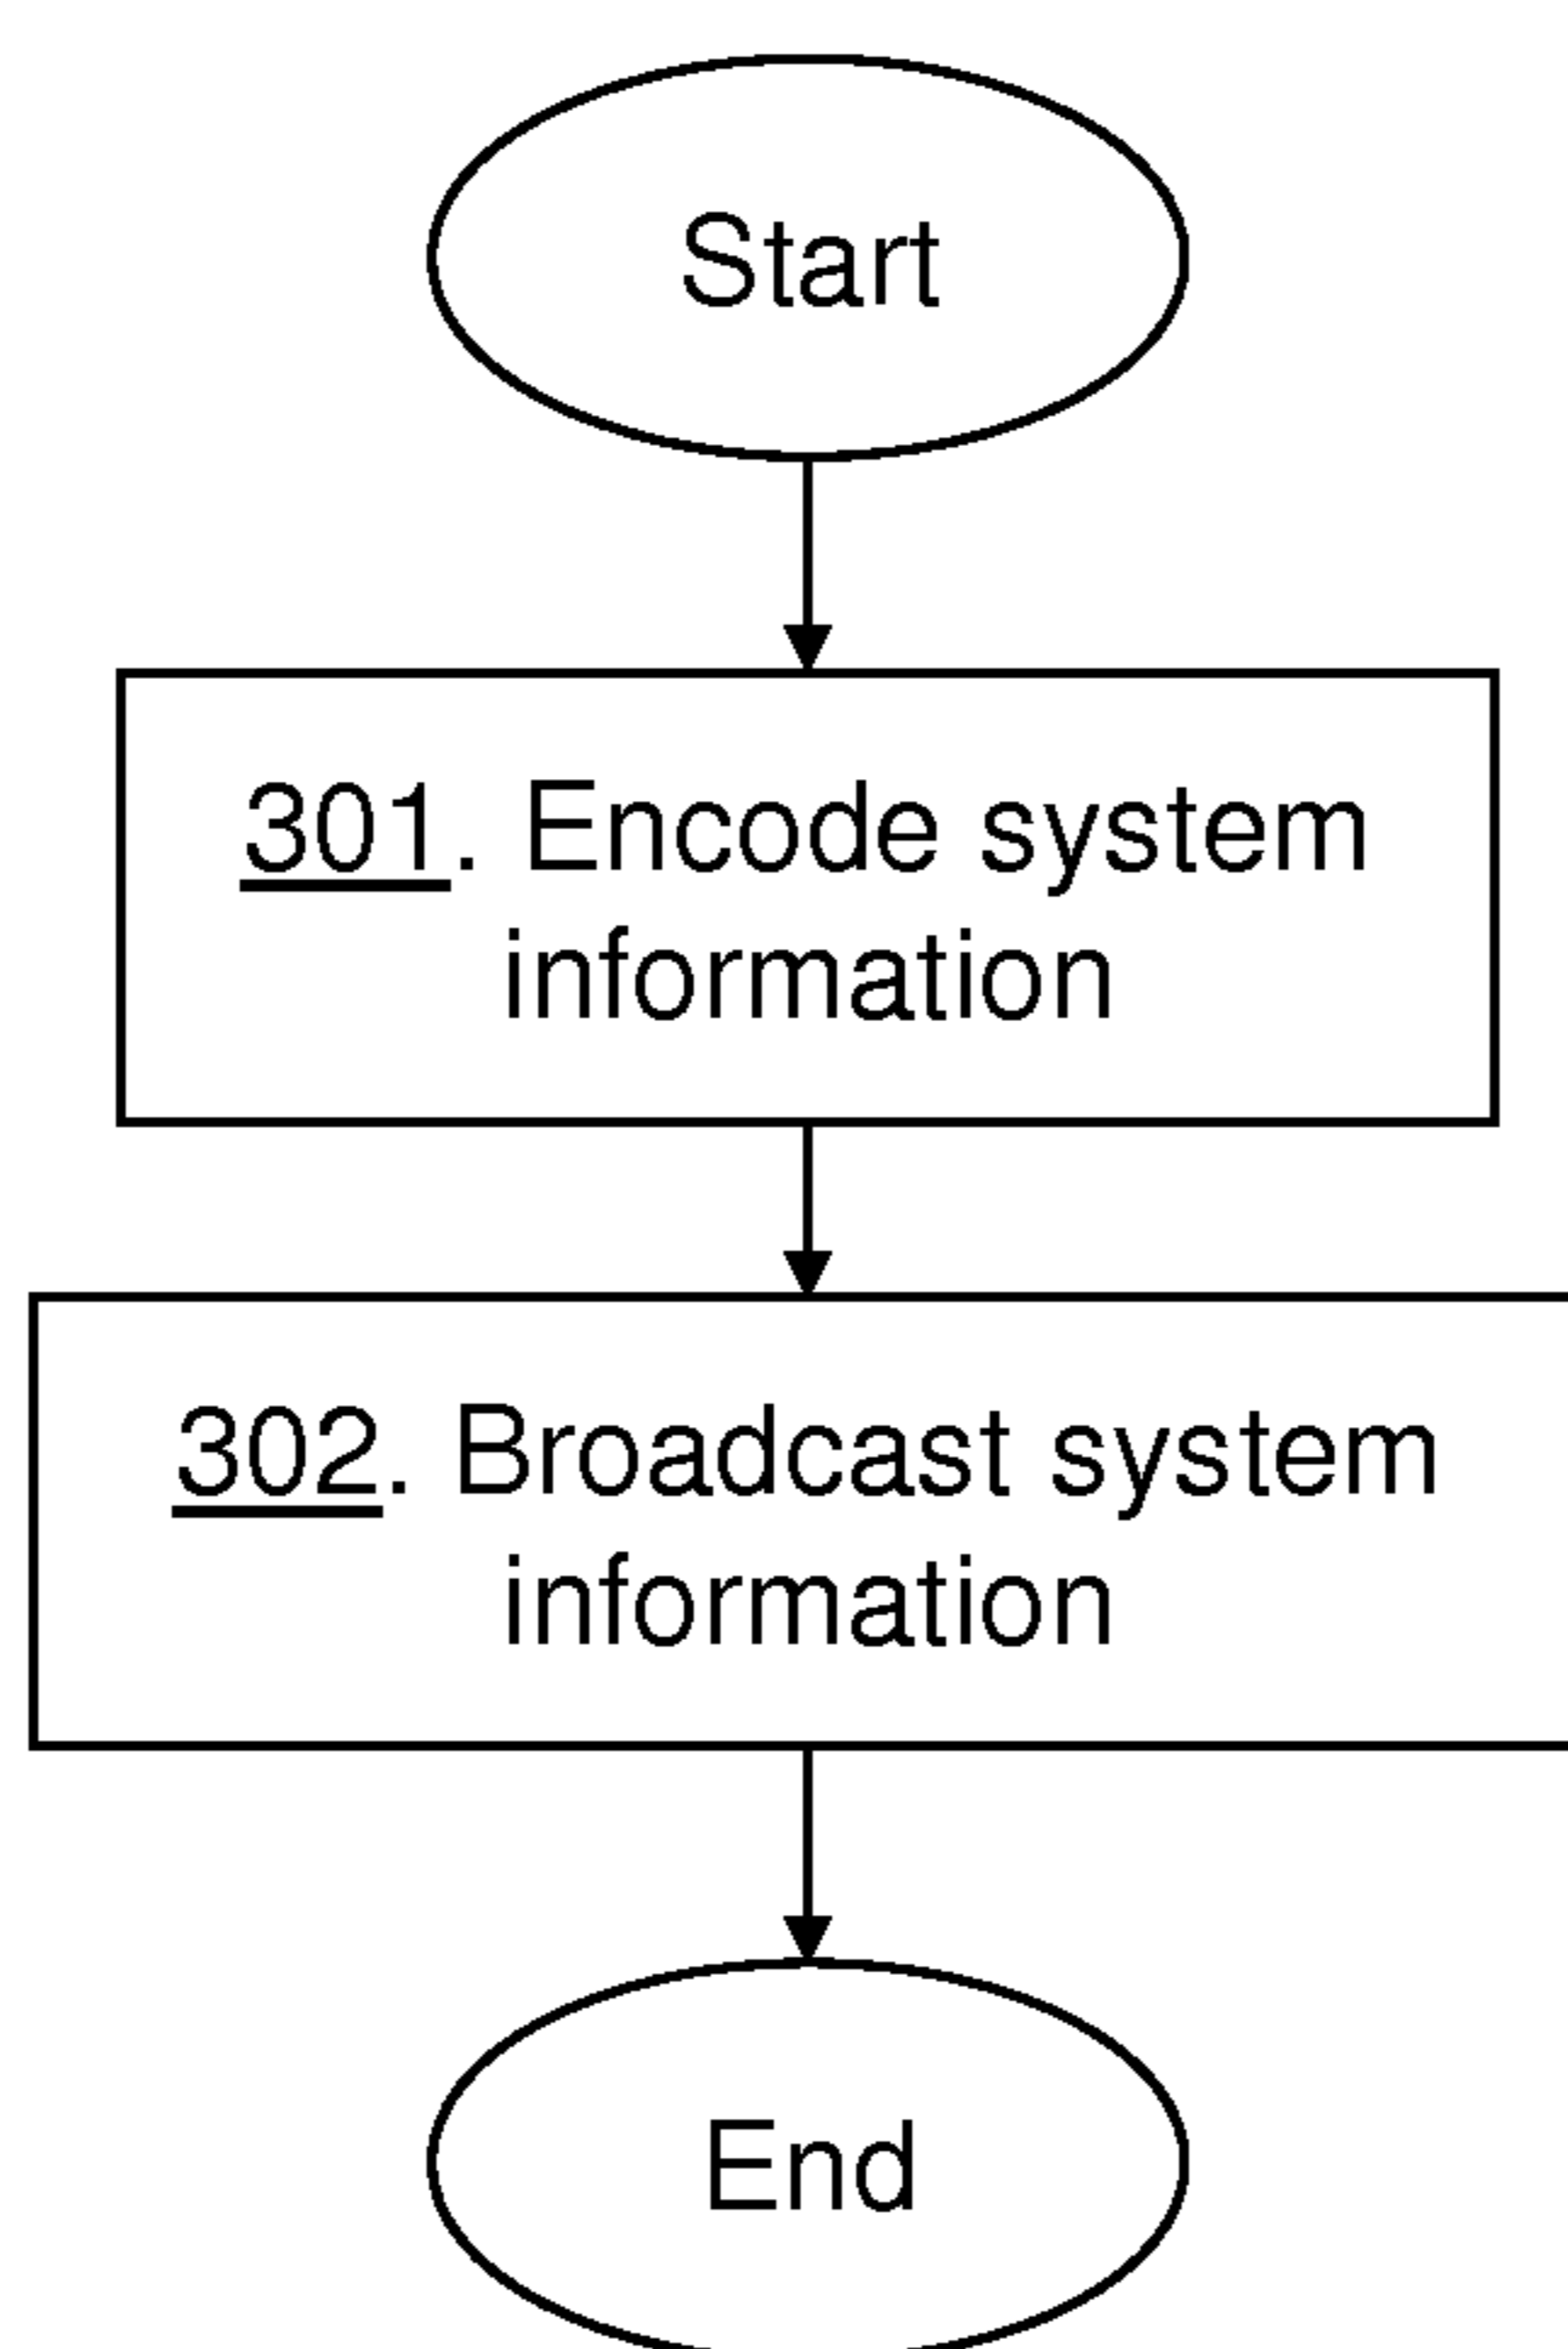 Start
301. Encode system
information
302. Broadcast system
information
End